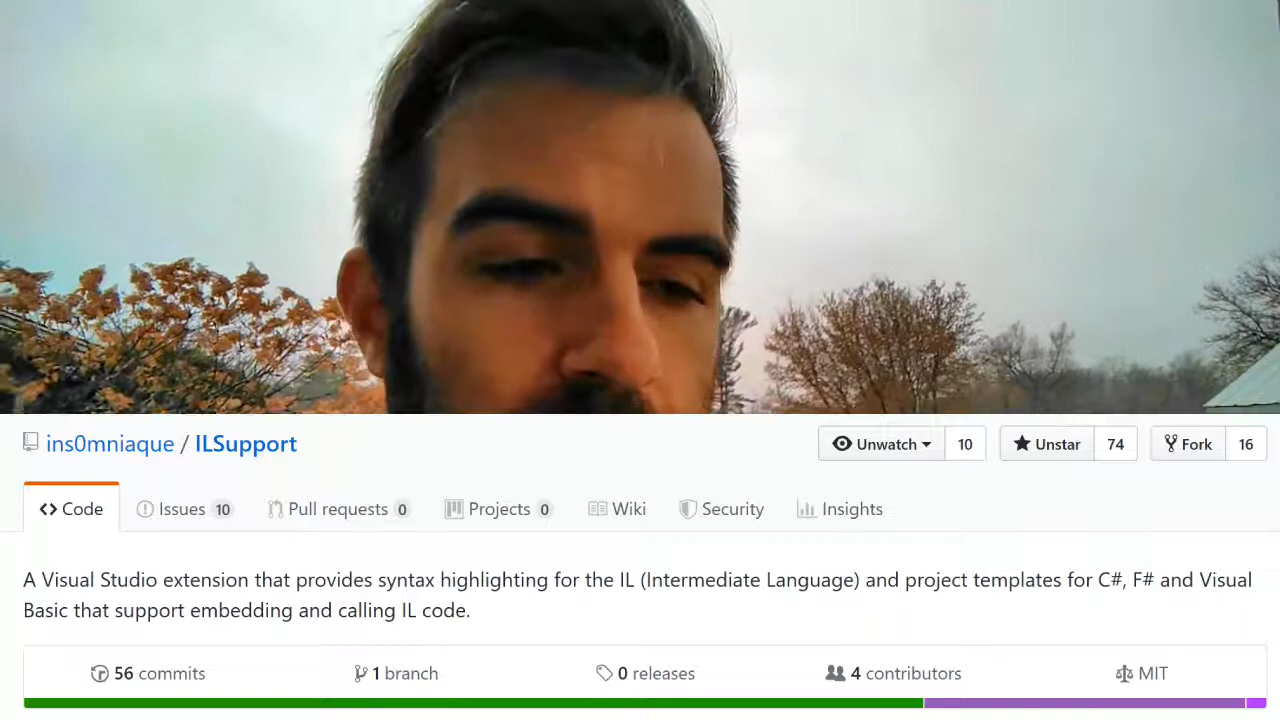 ins0mniaque / ILSupport
Unwatch 10 Unstar 74 Fork 16
Code Issues 10 Pull requests 0 Projects 0 Wiki Security Insights
A Visual Studio extension that provides syntax highlighting for the IL (Intermediate Language) and project templates for C#, F# and Visual
Basic that support embedding and calling IL code.
56 commits 1 branch 0 releases 4 contributors MIT